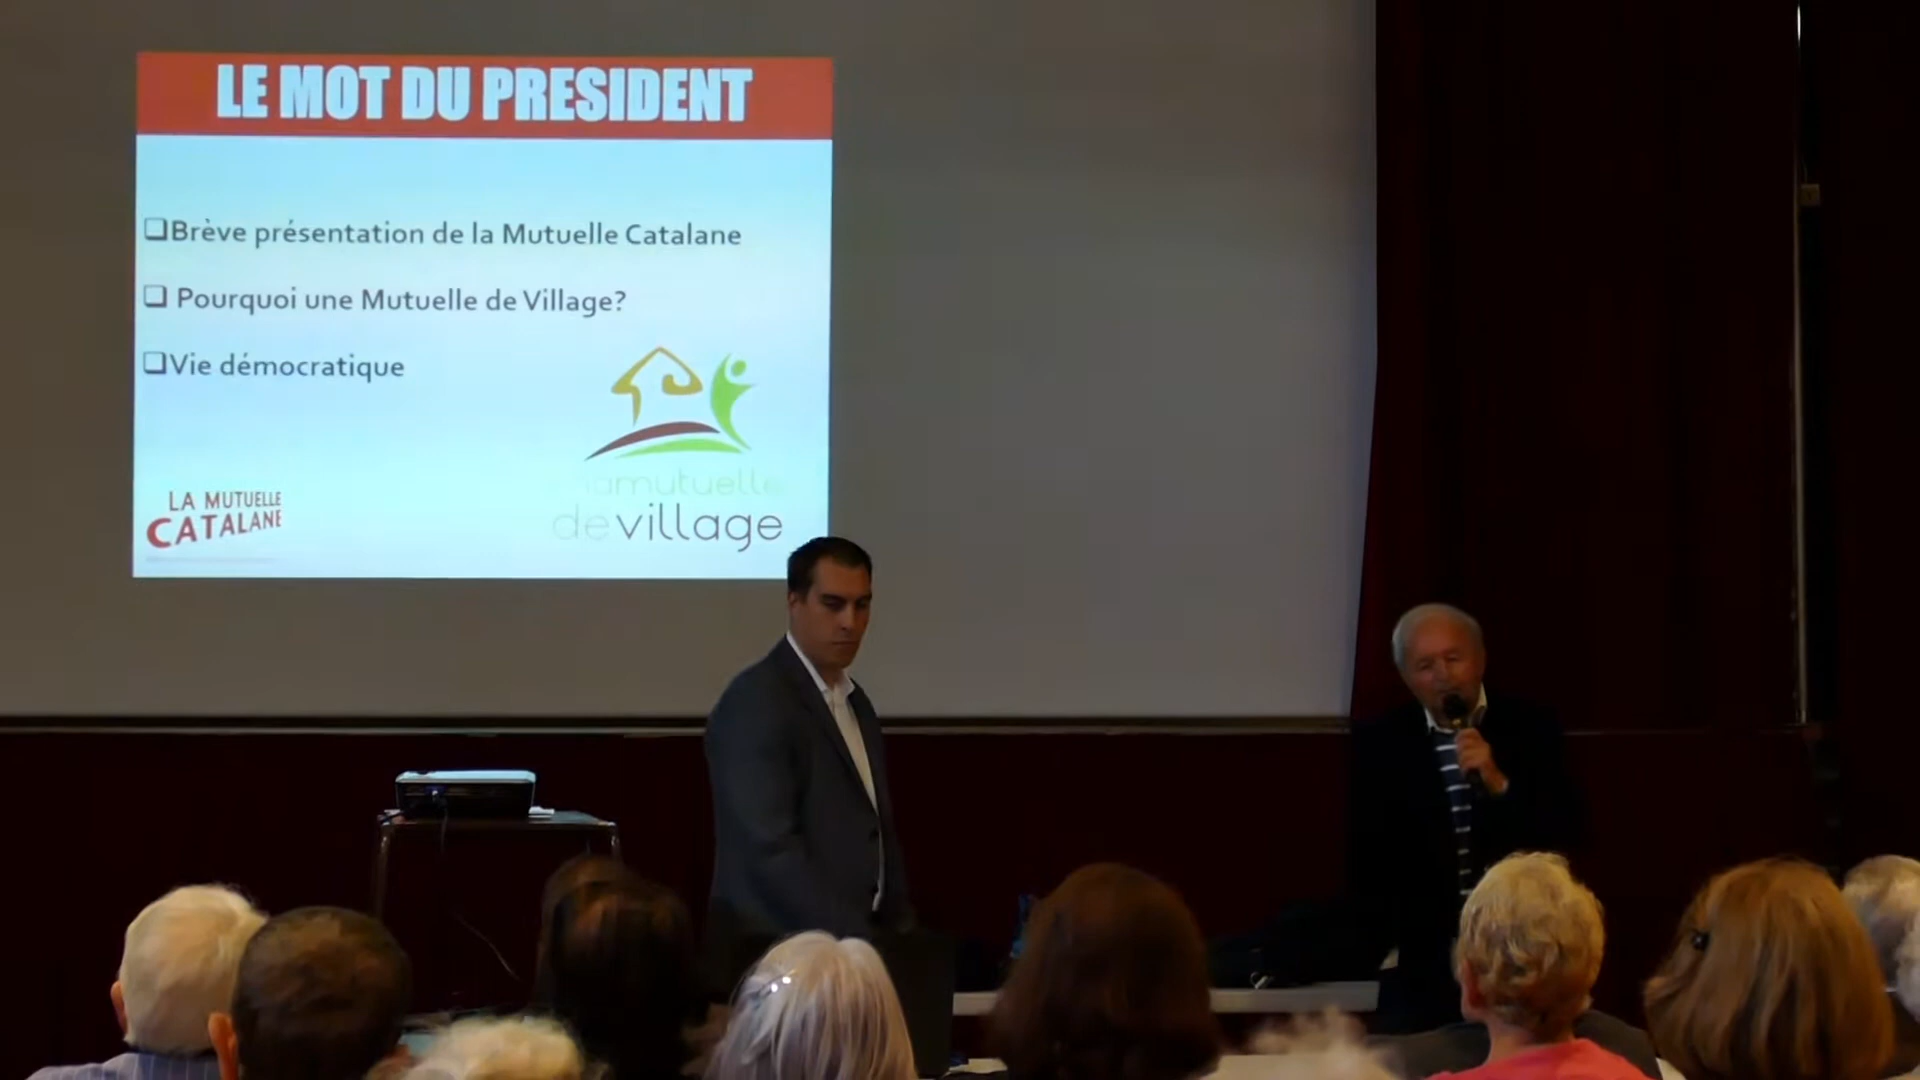 LE MOT DU PRESIDENT
Brève présentation de la Mutuelle Catalane
Pourquoi une Mutuelle de Village?
Vie démocratique
LA MUTUELLE
CATALANE
mamutuelle
de village